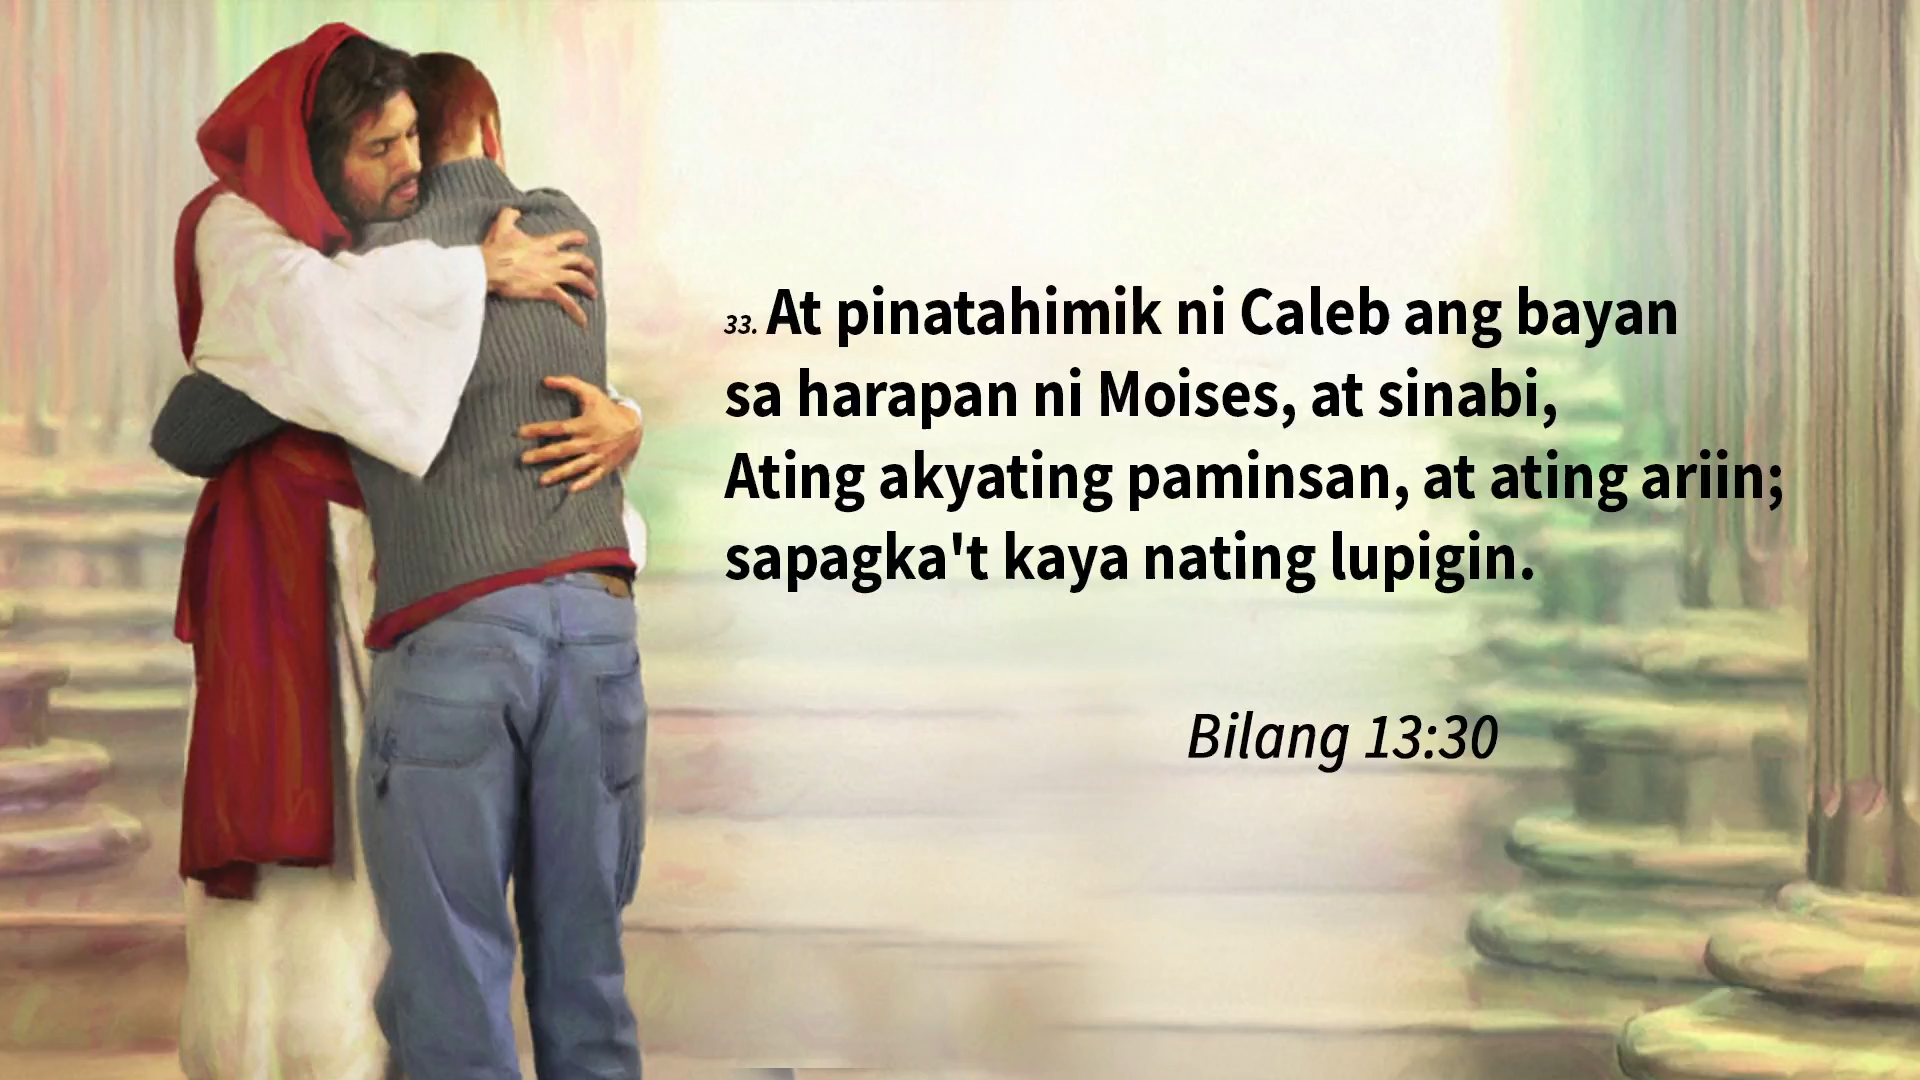 33. At pinatahimik ni Caleb ang bayan
sa harapan ni Moises, at sinabi,
Ating akyating paminsan, at ating ariin;
sapagka't kaya nating lupigin.
Bilang 13:30